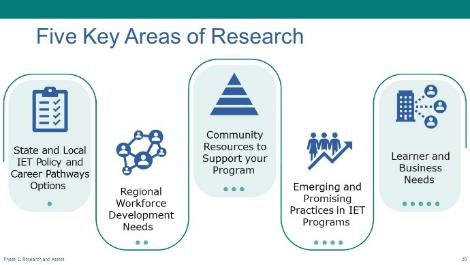 Five Key Areas of Research
State and Local
IET Policy and
Career Pathways
Options
Regional
Workforce
Development
Needs
Community
Resources to
Support your
Program
Emerging and
Promising
Practices in IET
Programs
Learner and
Business
Needs
Phase 1: Research and Assess